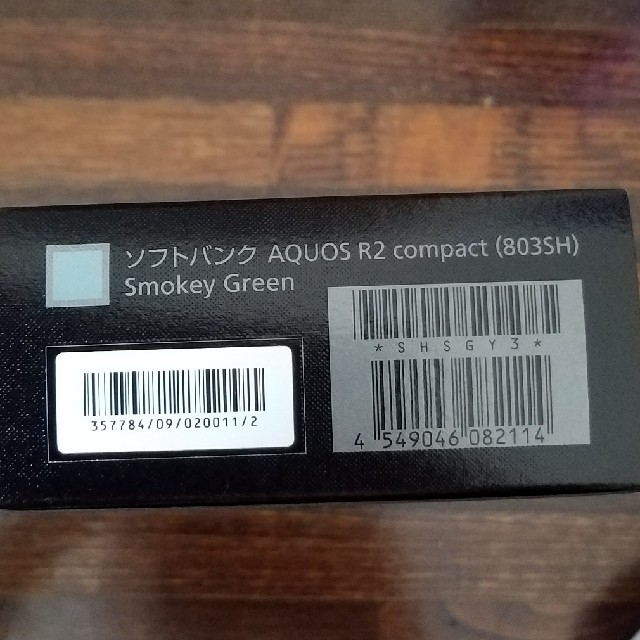 ソフトバンク AQUOS R2 compact (803SH)
Smokey Green
*SHSGY3*
357784/09/020011/2
4 549046 082114